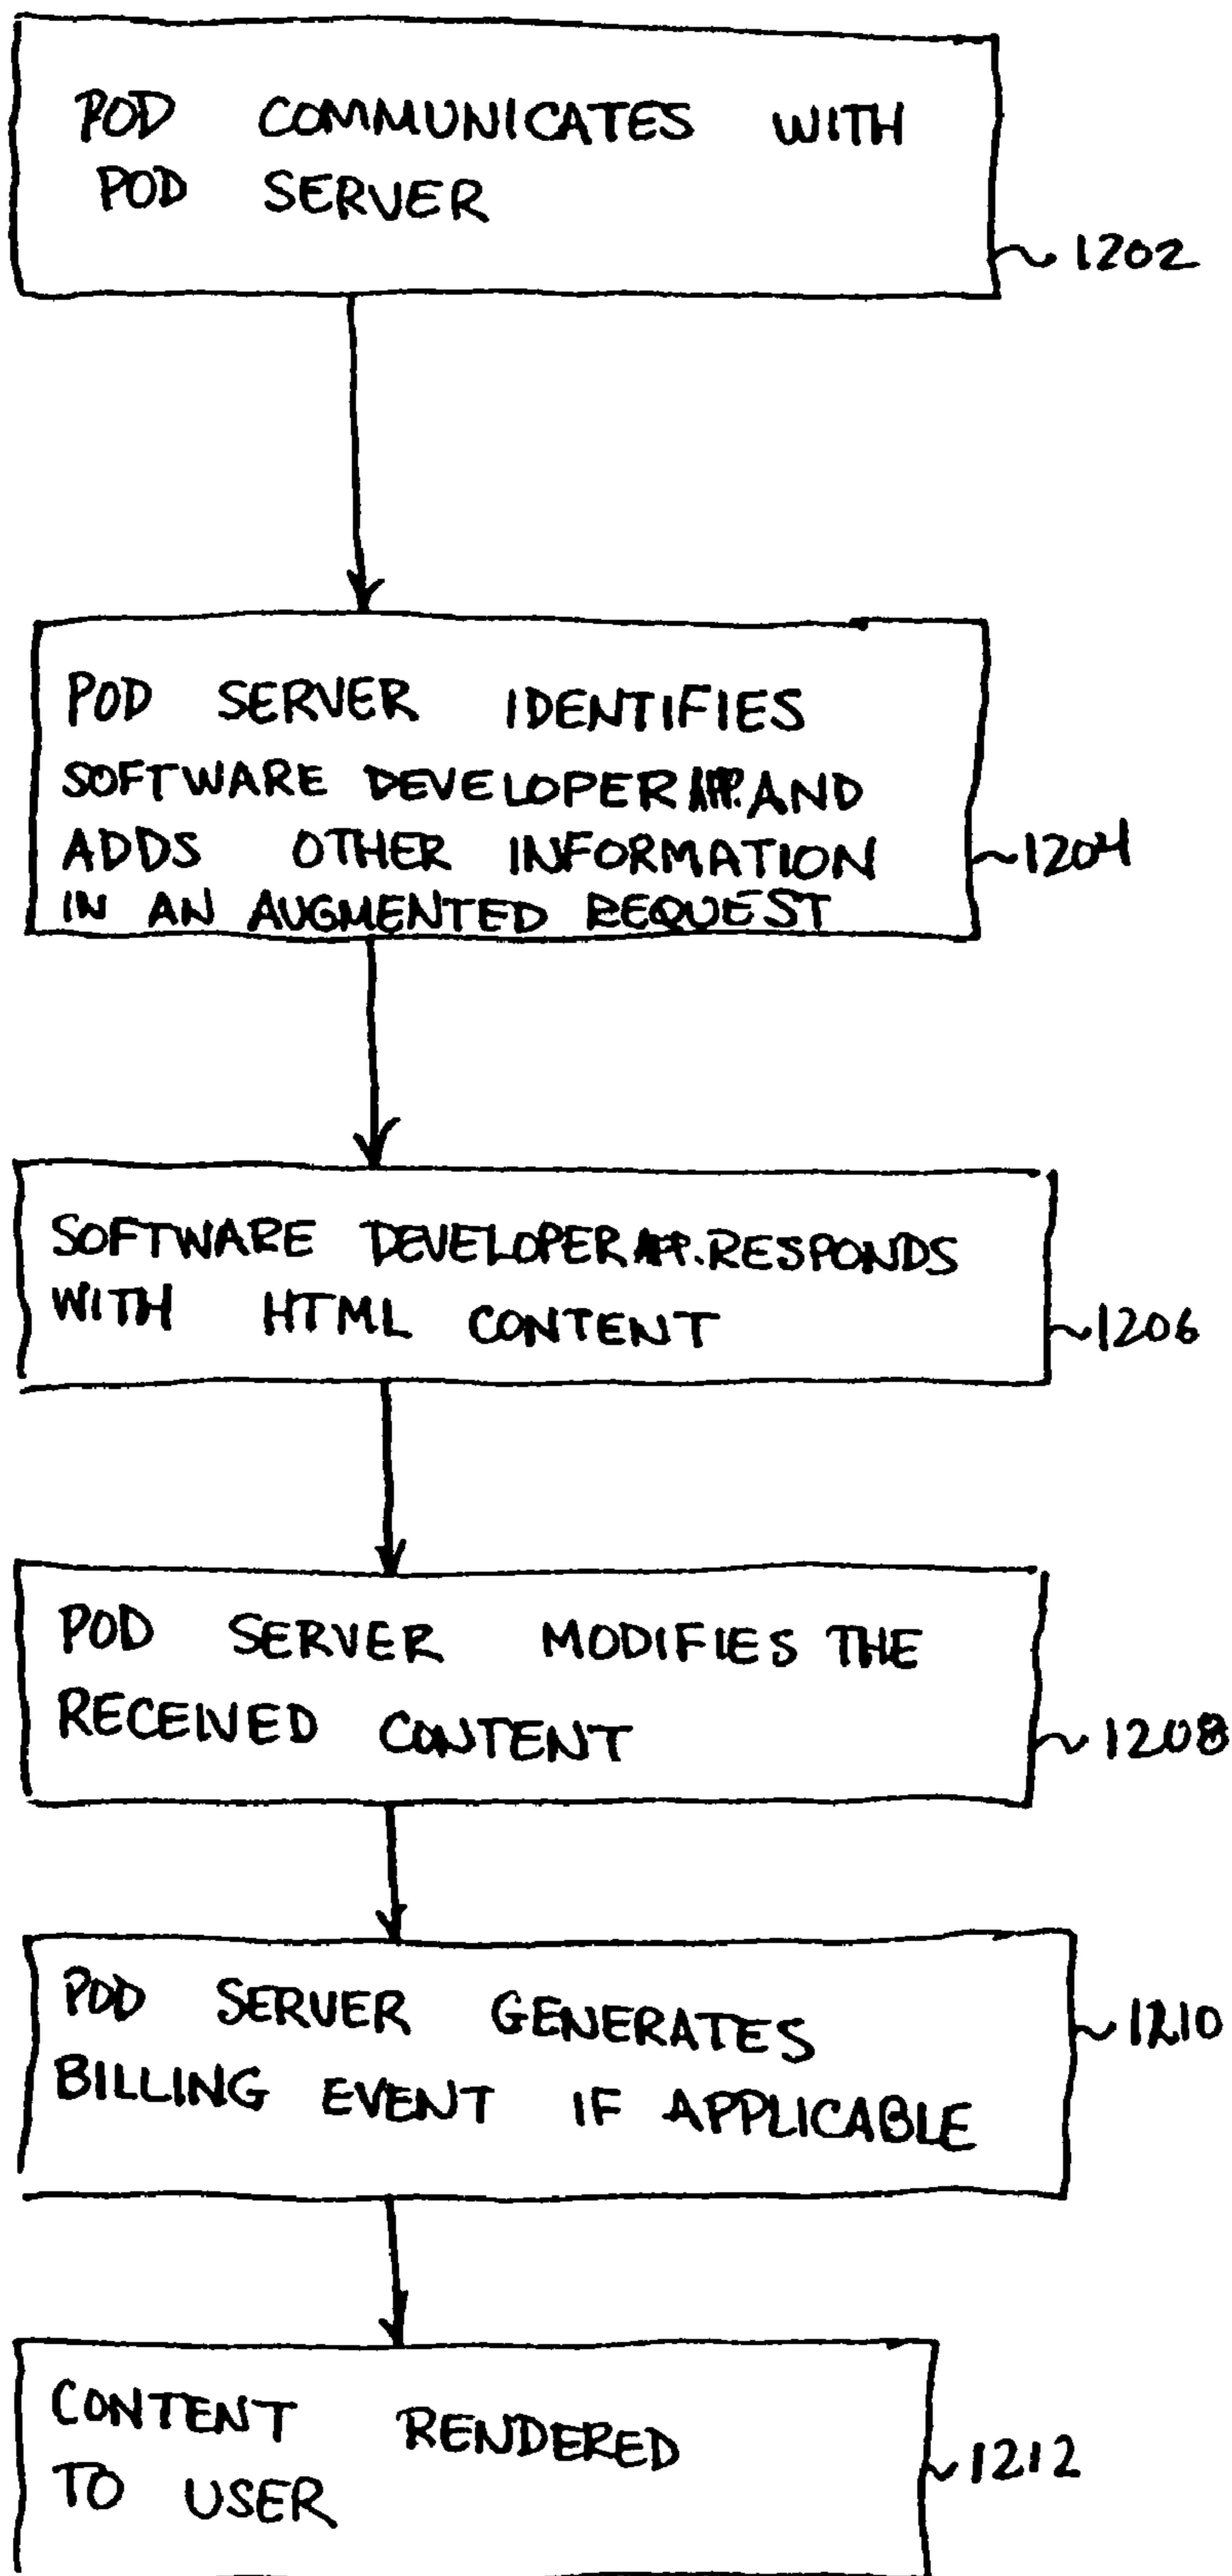 POD COMMUNICATES WITH
POD SERVER
1202
POD SERVER IDENTIFIES
SOFTWARE DEVELOPER APP. AND
ADDS OTHER INFORMATION
IN AN AUGMENTED REQUEST
1204
SOFTWARE DEVELOPER APP. RESPONDS
WITH HTML CONTENT
1206
POD SERVER MODIFIES THE
RECEIVED CONTENT
1208
POD SERVER GENERATES
BILLING EVENT IF APPLICABLE
1210
CONTENT RENDERED
TO USER
1212